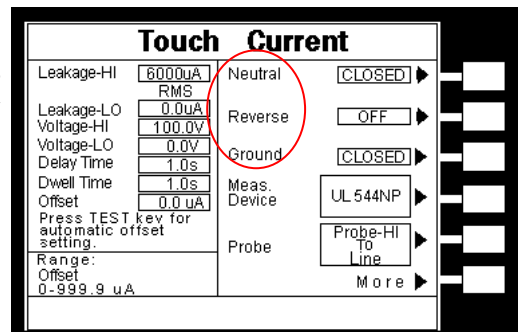 Touch Current
Leakage-HI 6000uA
RMS
Leakage-LO 0.0uA
Voltage-HI 100.0V
Voltage-LO 0.0V
Delay Time 1.0s
Dwell Time 1.0s
Offset 0.0 uA
Press TEST key for
automatic offset
setting.
Range:
Offset
0-999.9 uA
Neutral CLOSED
Reverse OFF
Ground CLOSED
Meas.
Device UL544NP
Probe Probe-HI
To
Line
More